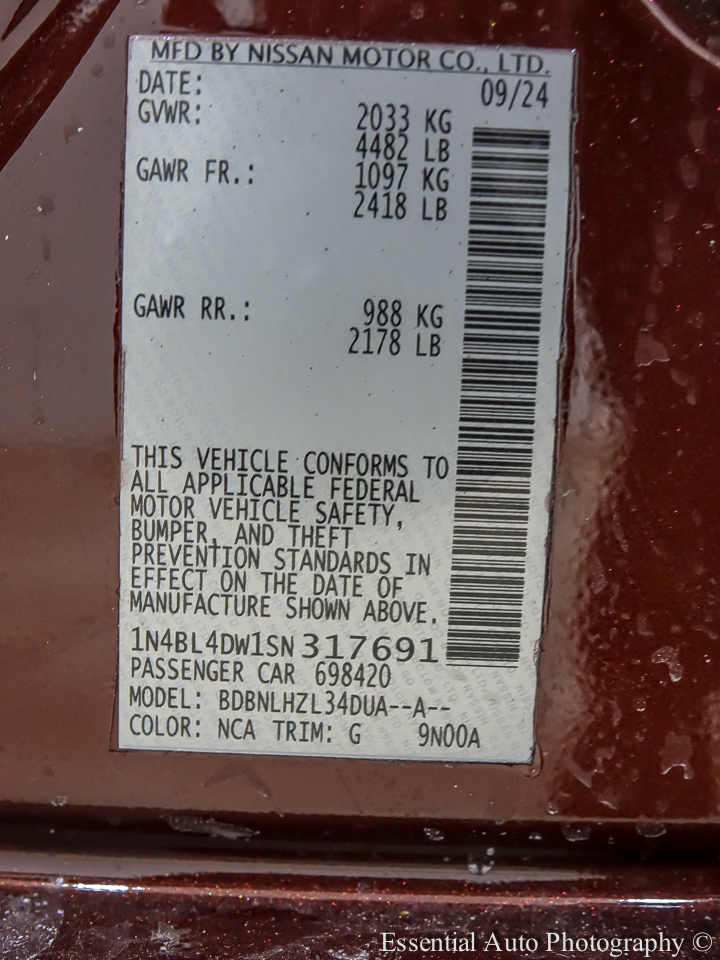 MFD BY NISSAN MOTOR CO., LTD.
DATE: 09/24
GVWR: 2033 KG
4482 LB
GAWR FR.: 1097 KG
2418 LB
GAWR RR.: 988 KG
2178 LB
THIS VEHICLE CONFORMS TO
ALL APPLICABLE FEDERAL
MOTOR VEHICLE SAFETY,
BUMPER, AND THEFT
PREVENTION STANDARDS IN
EFFECT ON THE DATE OF
MANUFACTURE SHOWN ABOVE.
1N4BL4DW1SN317691
PASSENGER CAR 698420
MODEL: BDBNLHZL34DUA--A--
COLOR: NCA TRIM: G 9N00A
Essential Auto Photography ©